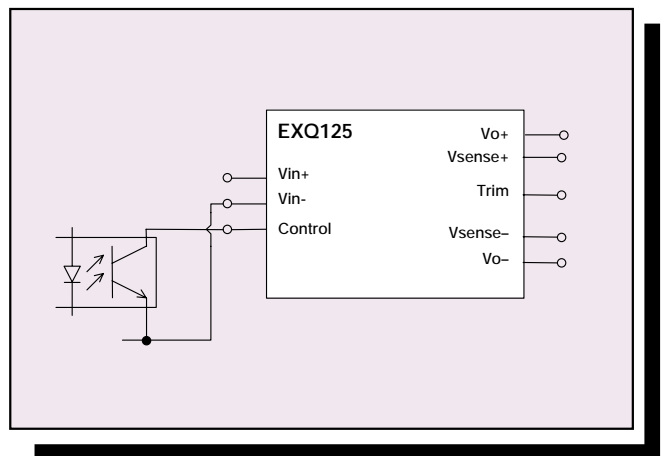 EXQ125
Vin+
Vin-
Control
Vo+
Vsense+
Trim
Vsense–
Vo–